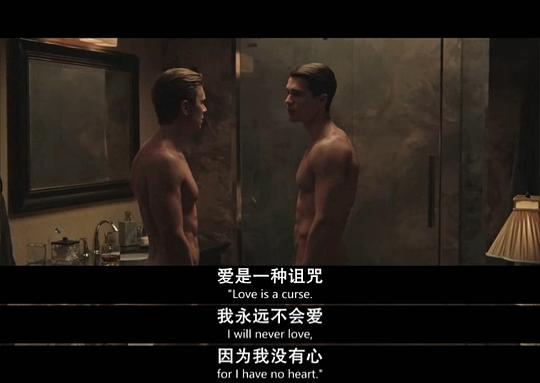 爱是一种诅咒
"Love is a curse.
我永远不会爱
I will never love,
因为我没有心
for I have no heart."